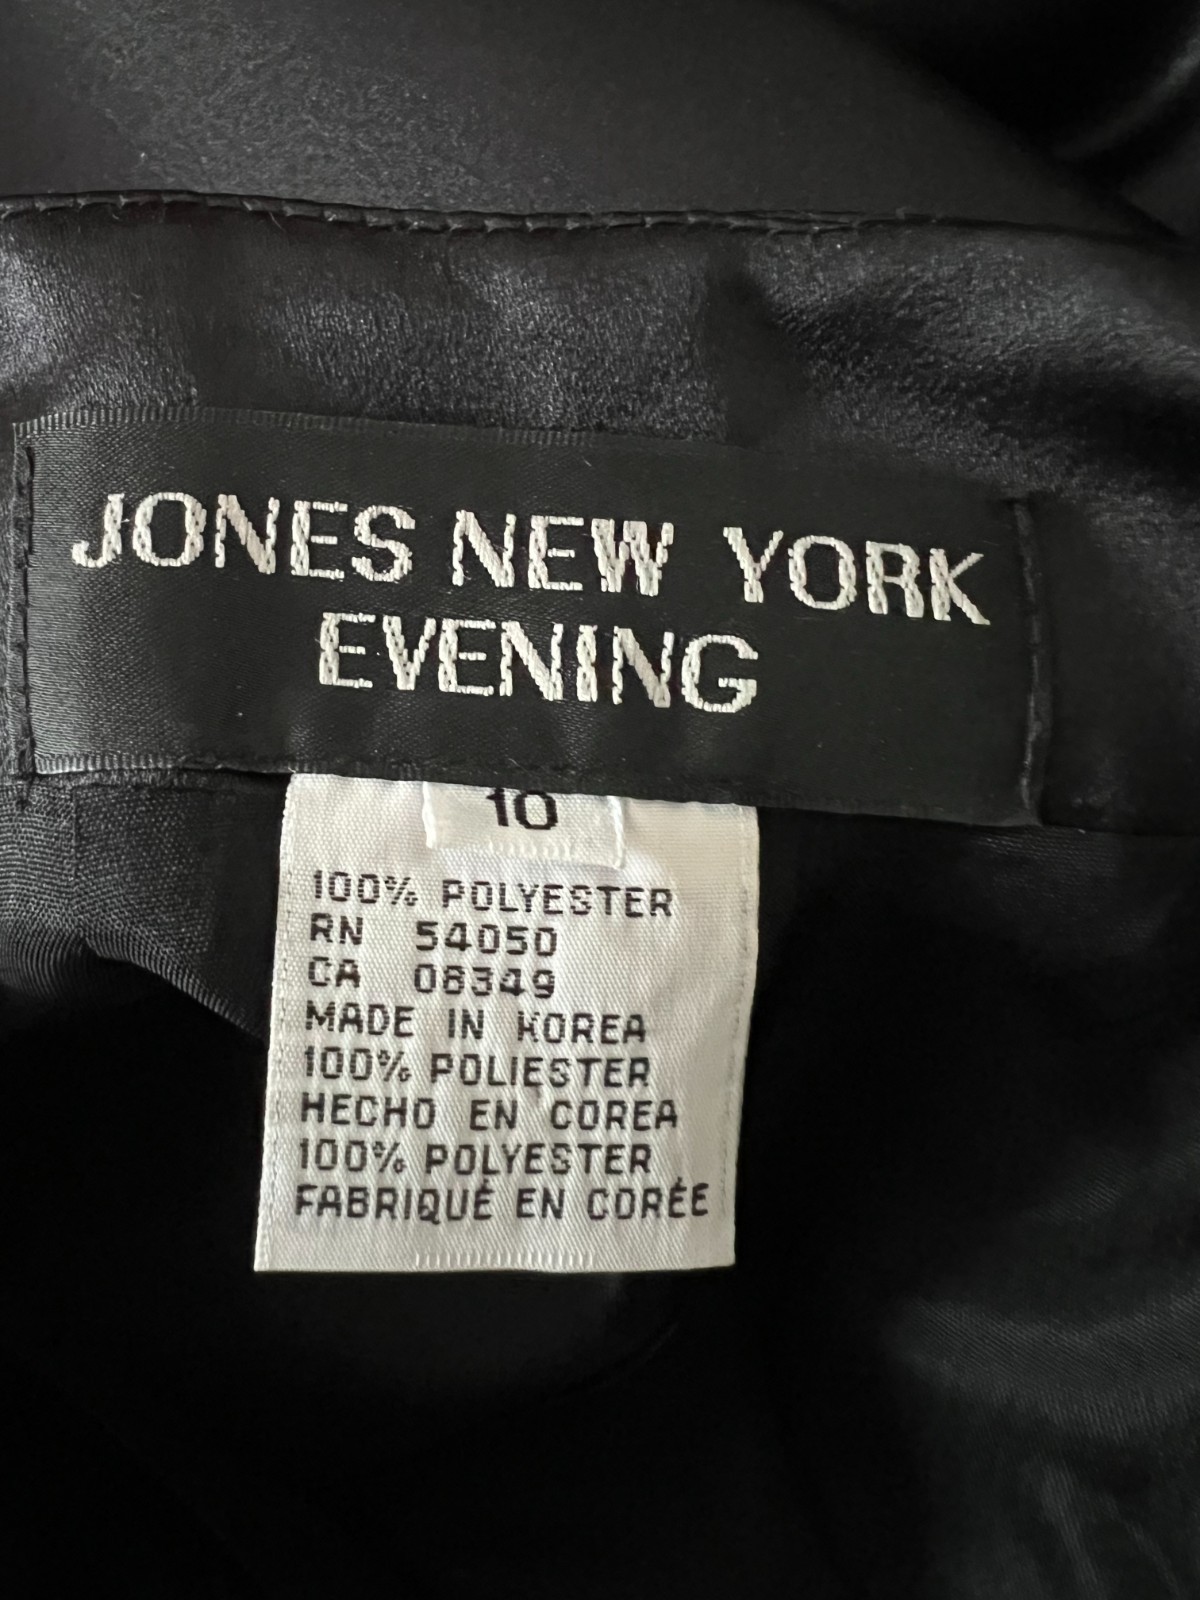 JONES NEW YORK
EVENING
10
100% POLYESTER
RN 54050
CA 08349
MADE IN KOREA
100% POLIESTER
HECHO EN COREA
100% POLYESTER
FABRIQUÉ EN CORÉE